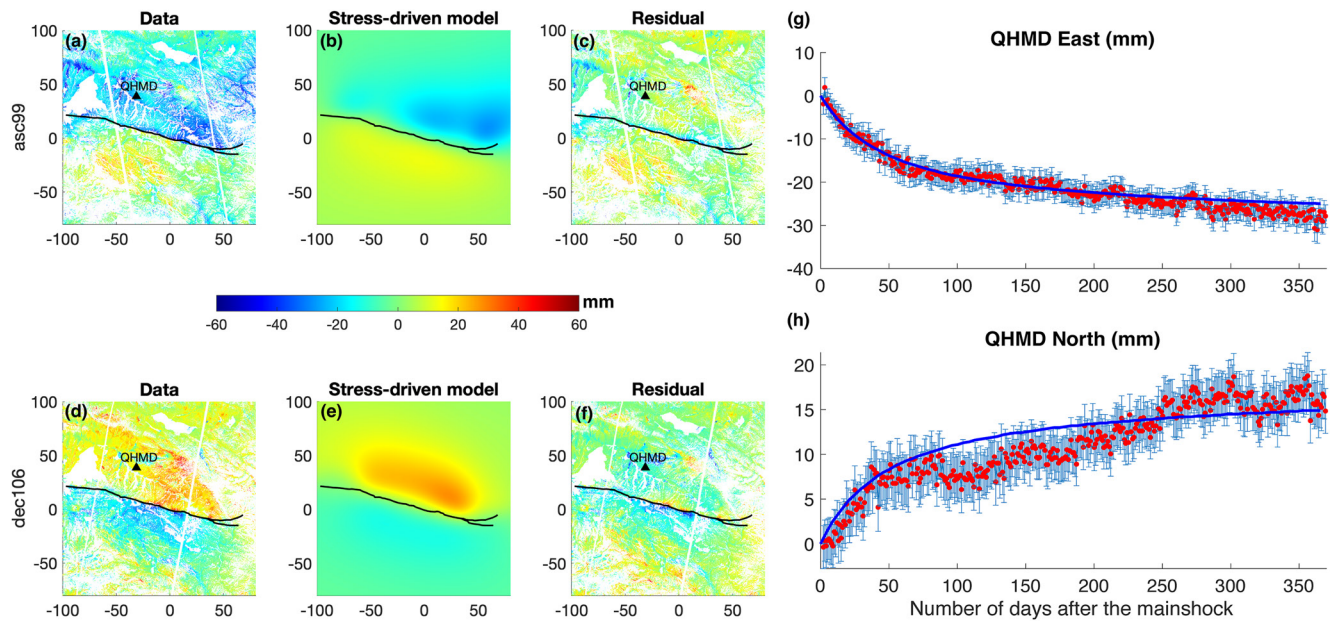 Data
Stress-driven model
Residual
(a)
(b)
(c)
QHMD
QHMD
asc99
100
50
0
-50
100
50
0
-50
100
50
0
-50
-100 -50 0 50
-100 -50 0 50
-100 -50 0 50
mm
-60 -40 -20 0 20 40 60
Data
Stress-driven model
Residual
(d)
(e)
(f)
QHMD
QHMD
dec106
100
50
0
-50
100
50
0
-50
100
50
0
-50
-100 -50 0 50
-100 -50 0 50
-100 -50 0 50
(g)
QHMD East (mm)
10
0
-10
-20
-30
-40
0 50 100 150 200 250 300 350
(h)
QHMD North (mm)
20
15
10
5
0
0 50 100 150 200 250 300 350
Number of days after the mainshock